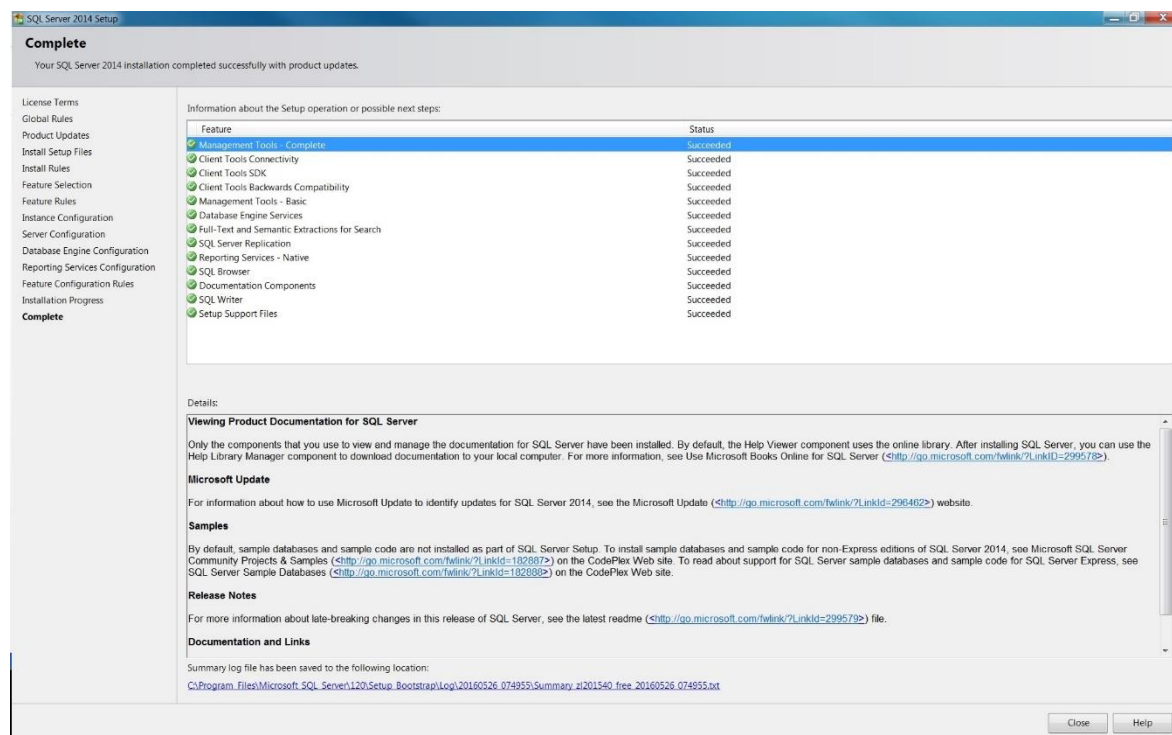 SQL Server 2014 Setup
Complete
Your SQL Server 2014 installation completed successfully with product updates.
License Terms
Global Rules
Product Updates
Install Setup Files
Install Rules
Feature Selection
Feature Rules
Instance Configuration
Server Configuration
Database Engine Configuration
Reporting Services Configuration
Feature Configuration Rules
Installation Progress
Complete
Information about the Setup operation or possible next steps:
Feature Status
Management Tools - Complete Succeeded
Client Tools Connectivity Succeeded
Client Tools SDK Succeeded
Client Tools Backwards Compatibility Succeeded
Management Tools - Basic Succeeded
Database Engine Services Succeeded
Full-Text and Semantic Extractions for Search Succeeded
SQL Server Replication Succeeded
Reporting Services - Native Succeeded
SQL Browser Succeeded
Documentation Components Succeeded
SQL Writer Succeeded
Setup Support Files Succeeded
Details:
Viewing Product Documentation for SQL Server
Only the components that you use to view and manage the documentation for SQL Server have been installed. By default, the Help Viewer component uses the online library. After installing SQL Server, you can use the
Help Library Manager component to download documentation to your local computer. For more information, see Use Microsoft Books Online for SQL Server (<http://go.microsoft.com/fwlink/?LinkID=299578>).
Microsoft Update
For information about how to use Microsoft Update to identify updates for SQL Server 2014, see the Microsoft Update (<http://go.microsoft.com/fwlink/?LinkId=296462>) website.
Samples
By default, sample databases and sample code are not installed as part of SQL Server Setup. To install sample databases and sample code for non-Express editions of SQL Server 2014, see Microsoft SQL Server
Community Projects & Samples (<http://go.microsoft.com/fwlink/?LinkId=182887>) on the CodePlex Web site. To read about support for SQL Server sample databases and sample code for SQL Server Express, see
SQL Server Sample Databases (<http://go.microsoft.com/fwlink/?LinkId=182888>) on the CodePlex Web site.
Release Notes
For more information about late-breaking changes in this release of SQL Server, see the latest readme (<http://go.microsoft.com/fwlink/?LinkId=299579>) file.
Documentation and Links
Summary log file has been saved to the following location:
C:\Program Files\Microsoft SQL Server\120\Setup Bootstrap\Log\20160526_074955\Summary_zl201540_free_20160526_074955.txt
Close Help